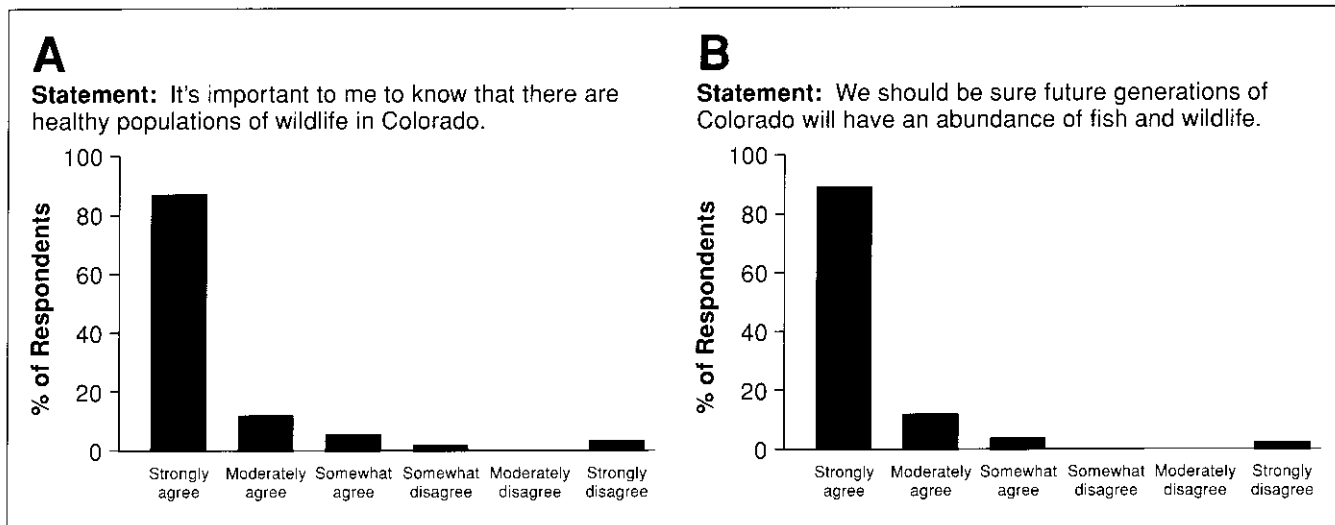 A
Statement: It's important to me to know that there are
healthy populations of wildlife in Colorado.
% of Respondents
100
80
60
40
20
0
Strongly
agree
Moderately
agree
Somewhat
agree
Somewhat
disagree
Moderately
disagree
Strongly
disagree
B
Statement: We should be sure future generations of
Colorado will have an abundance of fish and wildlife.
% of Respondents
100
80
60
40
20
0
Strongly
agree
Moderately
agree
Somewhat
agree
Somewhat
disagree
Moderately
disagree
Strongly
disagree